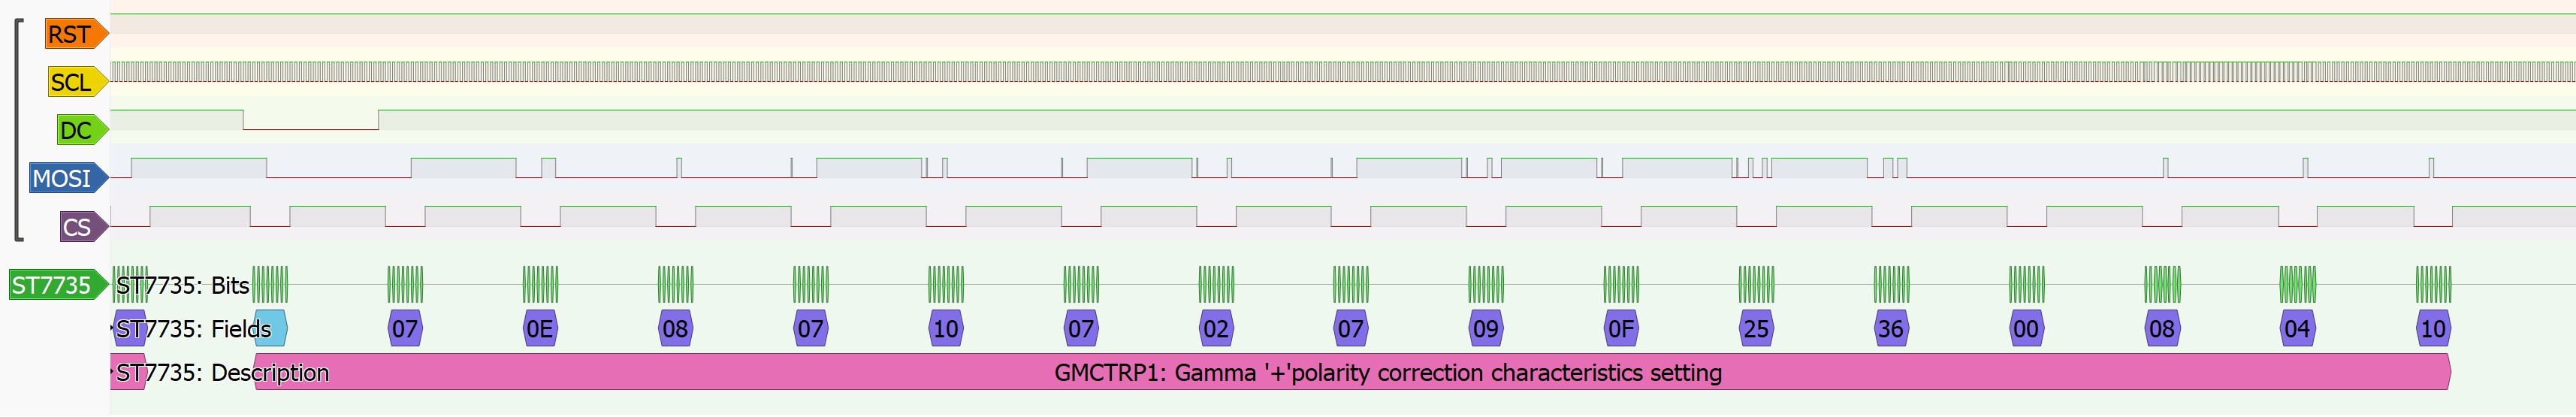 RST
SCL
DC
MOSI
CS
ST7735
ST7735: Bits
ST7735: Fields 07 0E 08 07 10 07 02 07 09 0F 25 36 00 08 04 10
ST7735: Description GMCTRP1: Gamma '+'polarity correction characteristics setting